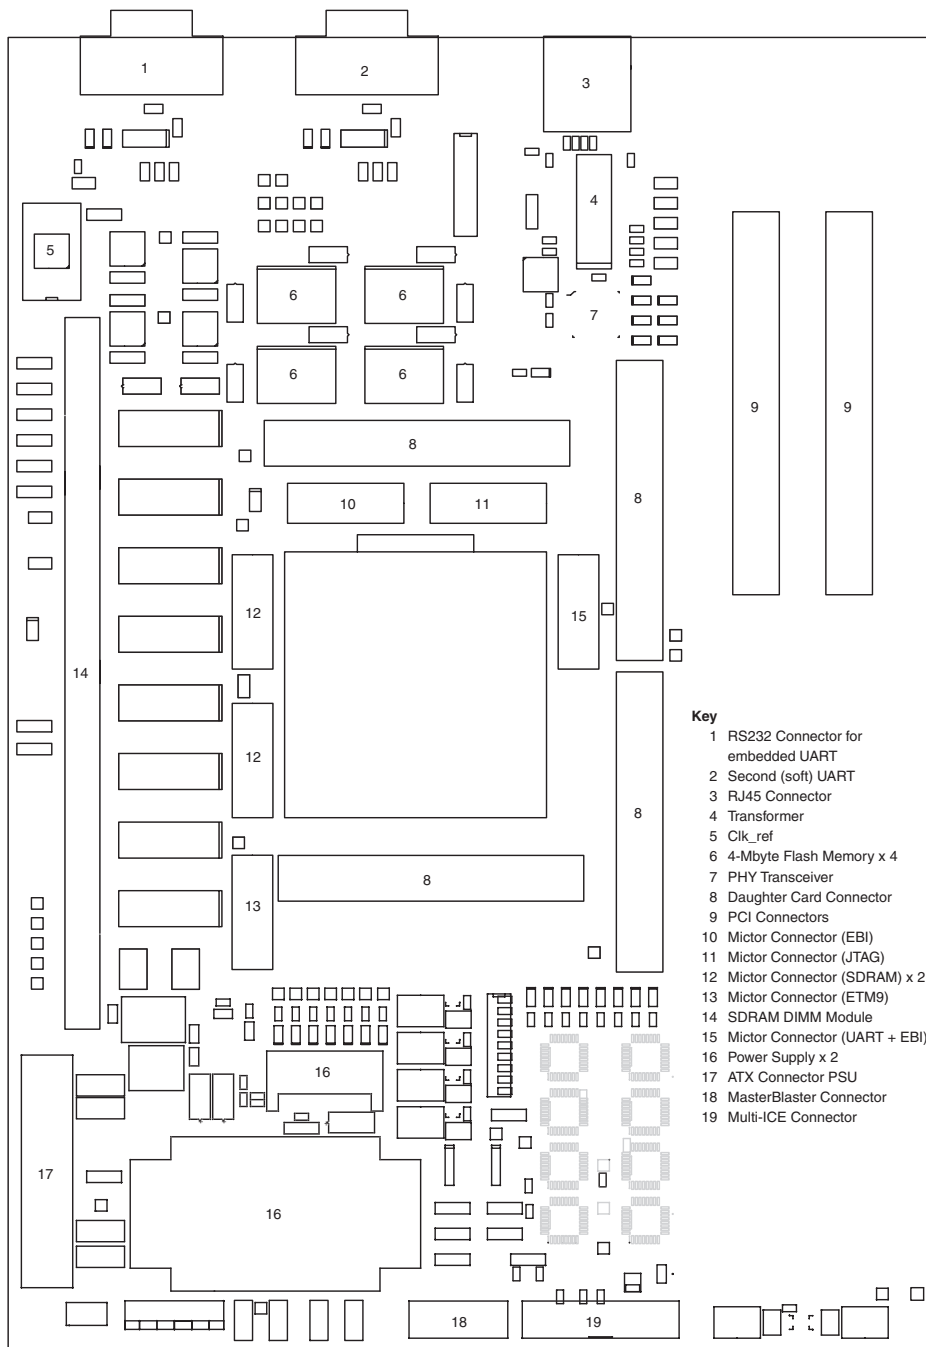 1
2
3
4
5
6
6
7
6
6
9
9
8
8
10
11
12
15
14
12
8
8
13
16
17
16
18
19
Key
1 RS232 Connector for
embedded UART
2 Second (soft) UART
3 RJ45 Connector
4 Transformer
5 Clk_ref
6 4-Mbyte Flash Memory x 4
7 PHY Transceiver
8 Daughter Card Connector
9 PCI Connectors
10 Mictor Connector (EBI)
11 Mictor Connector (JTAG)
12 Mictor Connector (SDRAM) x 2
13 Mictor Connector (ETM9)
14 SDRAM DIMM Module
15 Mictor Connector (UART + EBI)
16 Power Supply x 2
17 ATX Connector PSU
18 MasterBlaster Connector
19 Multi-ICE Connector